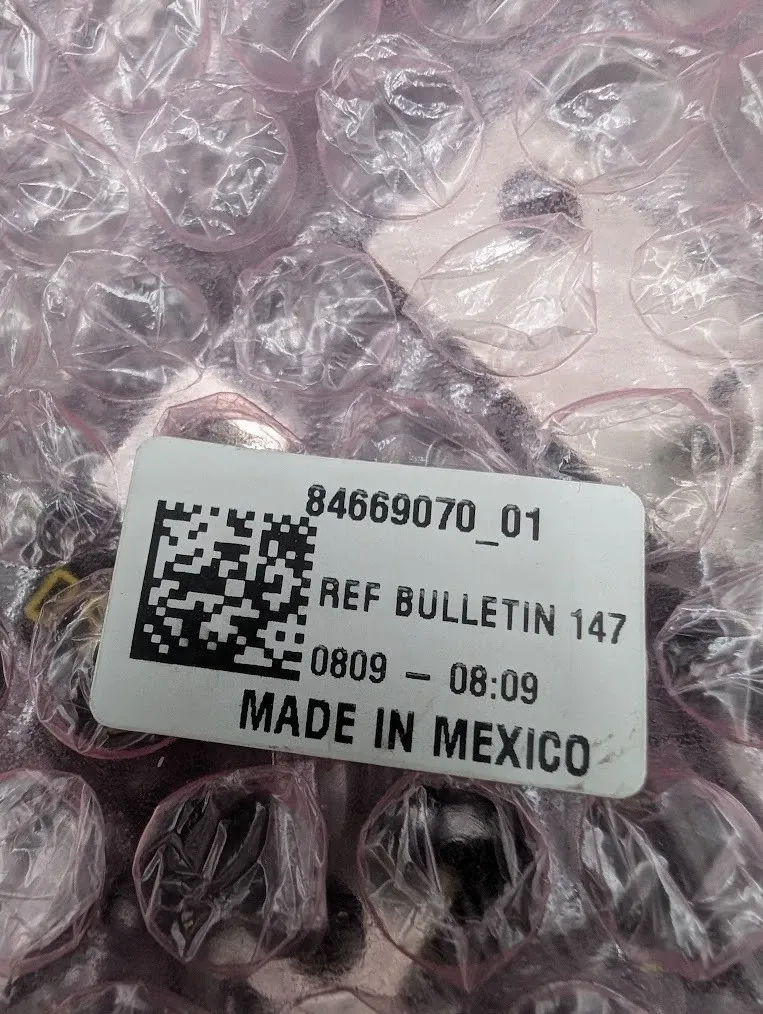 84669070_01
REF BULLETIN 147
0809 – 08:09
MADE IN MEXICO